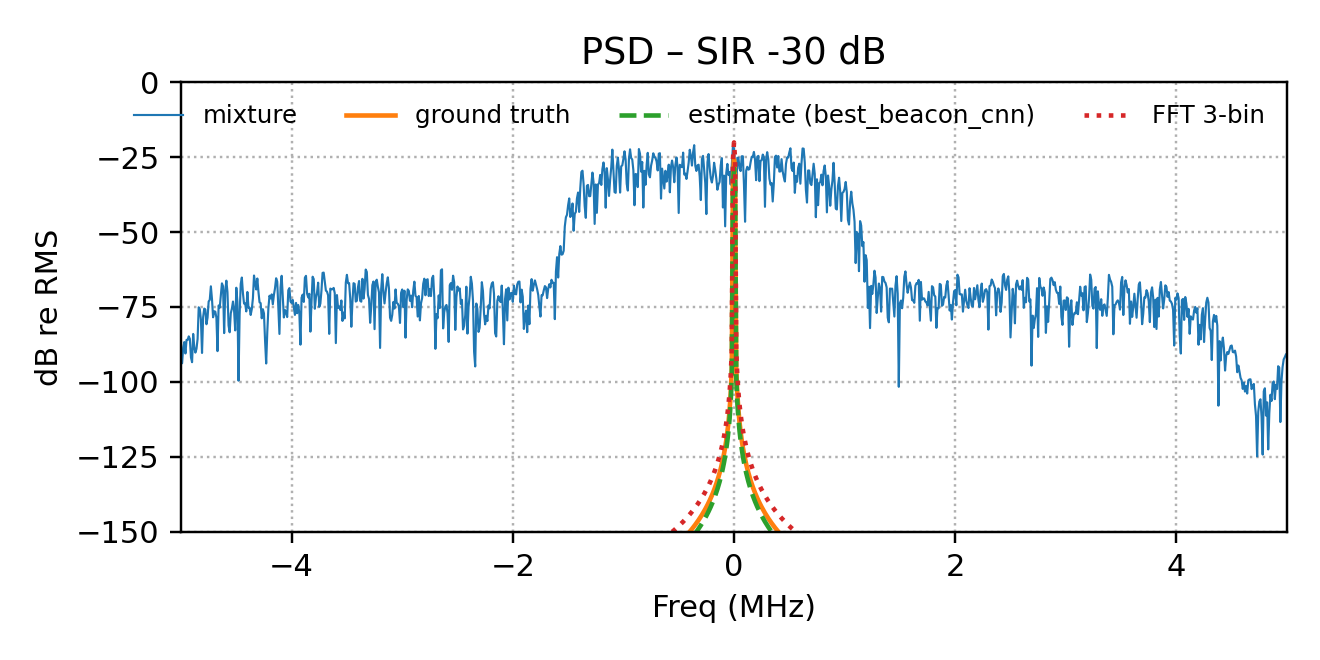 PSD – SIR -30 dB
mixture ground truth estimate (best_beacon_cnn) FFT 3-bin
dB re RMS
0
−25
−50
−75
−100
−125
−150
−4 −2 0 2 4
Freq (MHz)